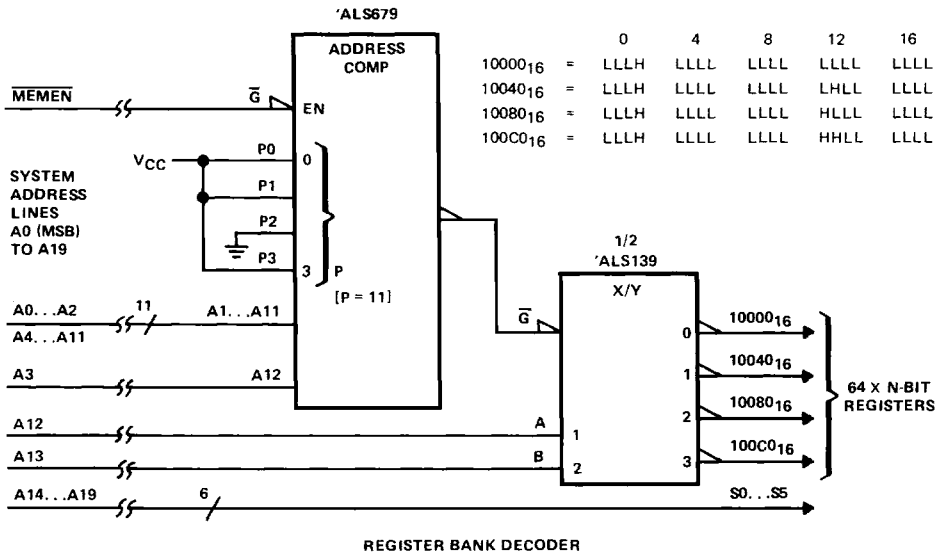 'ALS679
ADDRESS
COMP
0 4 8 12 16
10000₁₆ = LLLH LLLL LLLL LLLL LLLL
10040₁₆ = LLLH LLLL LLLL LHLL LLLL
10080₁₆ = LLLH LLLL LLLL HLLL LLLL
100C0₁₆ = LLLH LLLL LLLL HHLL LLLL
MEMEN
G
EN
VCC
P0
0
P1
P2
P3
3
P
[P = 11]
SYSTEM
ADDRESS
LINES
A0 (MSB)
TO A19
1/2
'ALS139
X/Y
G
A0...A2
A4...A11
11
A1...A11
A3
A12
A12
A
1
A13
B
2
A14...A19
6
S0...S5
0
10000₁₆
1
10040₁₆
2
10080₁₆
3
100C0₁₆
64 X N-BIT
REGISTERS
REGISTER BANK DECODER